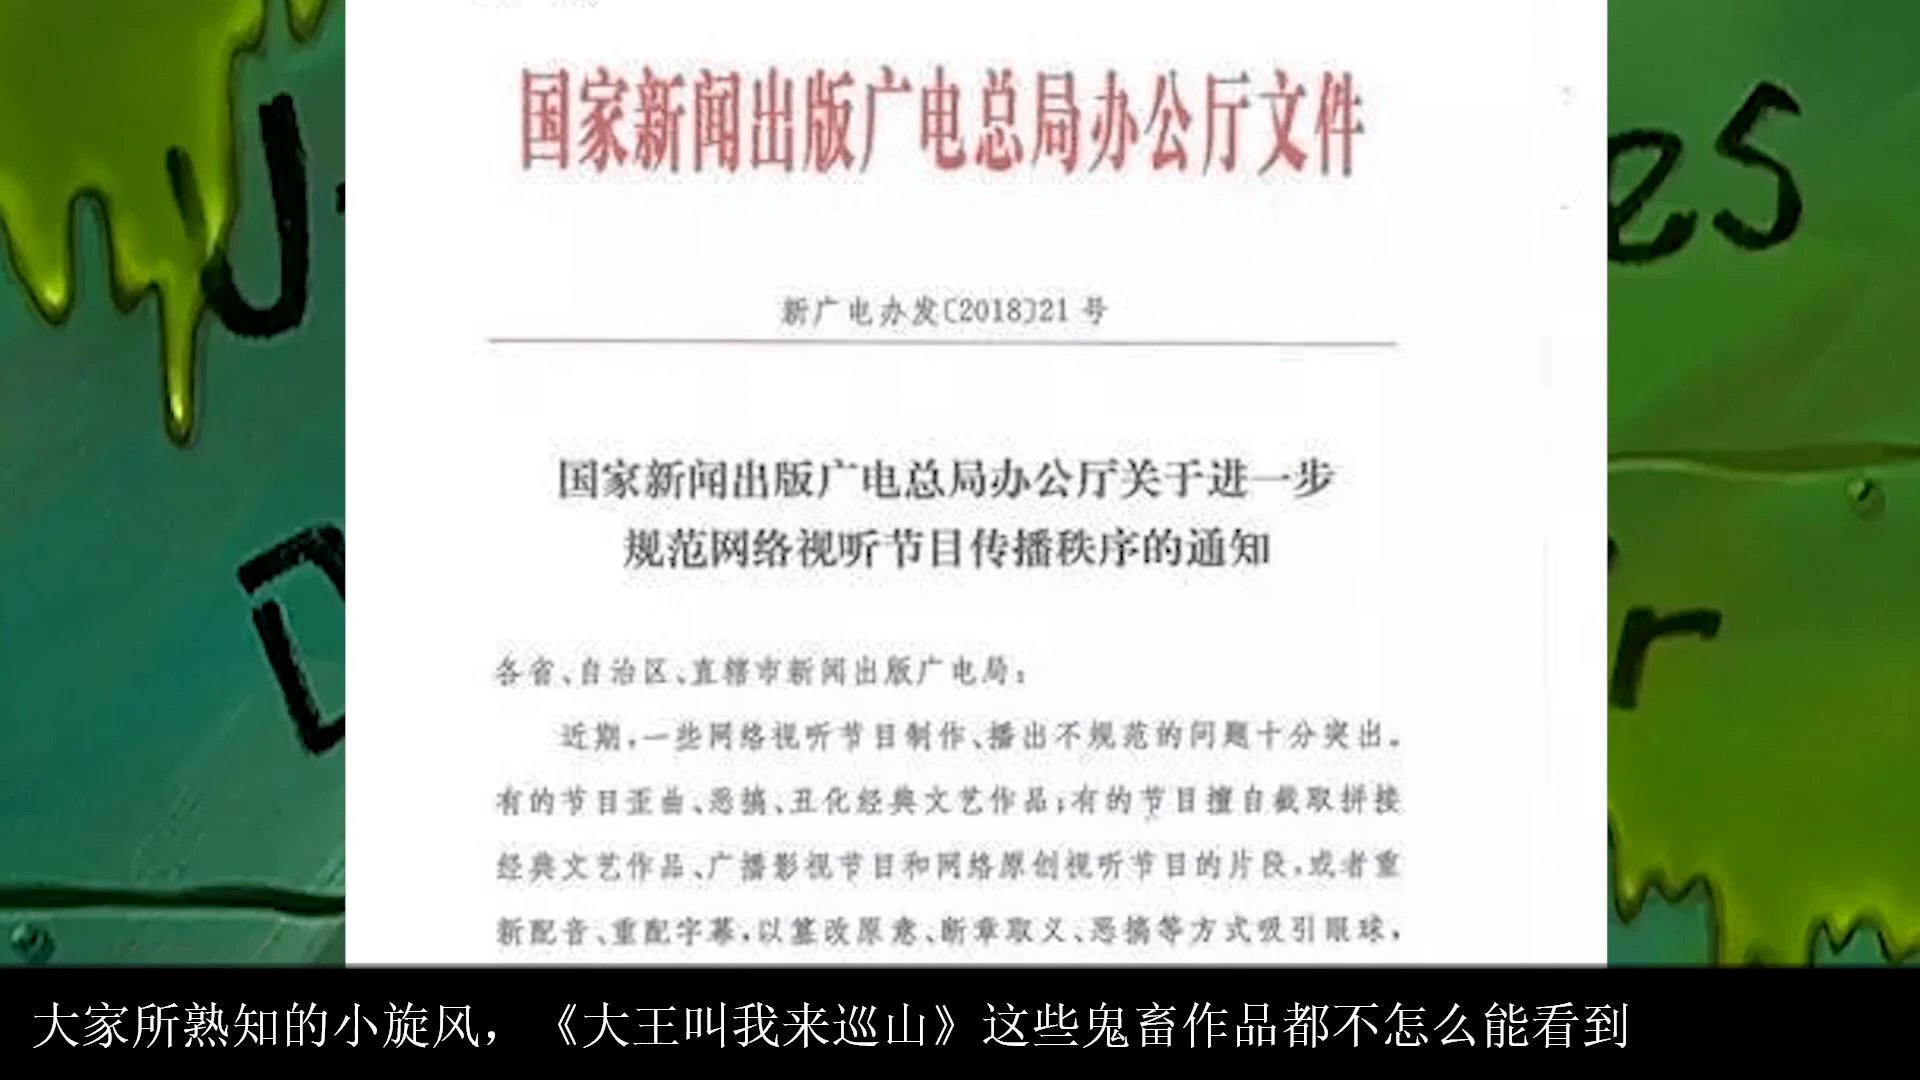 国家新闻出版广电总局办公厅文件
新广电办发〔2018〕21 号
国家新闻出版广电总局办公厅关于进一步
规范网络视听节目传播秩序的通知
各省、自治区、直辖市新闻出版广电局：
近期，一些网络视听节目制作、播出不规范的问题十分突出。
有的节目歪曲、恶搞、丑化经典文艺作品；有的节目擅自截取拼接
经典文艺作品、广播影视节目和网络原创视听节目的片段，或者重
新配音、重配字幕，以篡改原意、断章取义、恶搞等方式吸引眼球，
大家所熟知的小旋风，《大王叫我来巡山》这些鬼畜作品都不怎么能看到